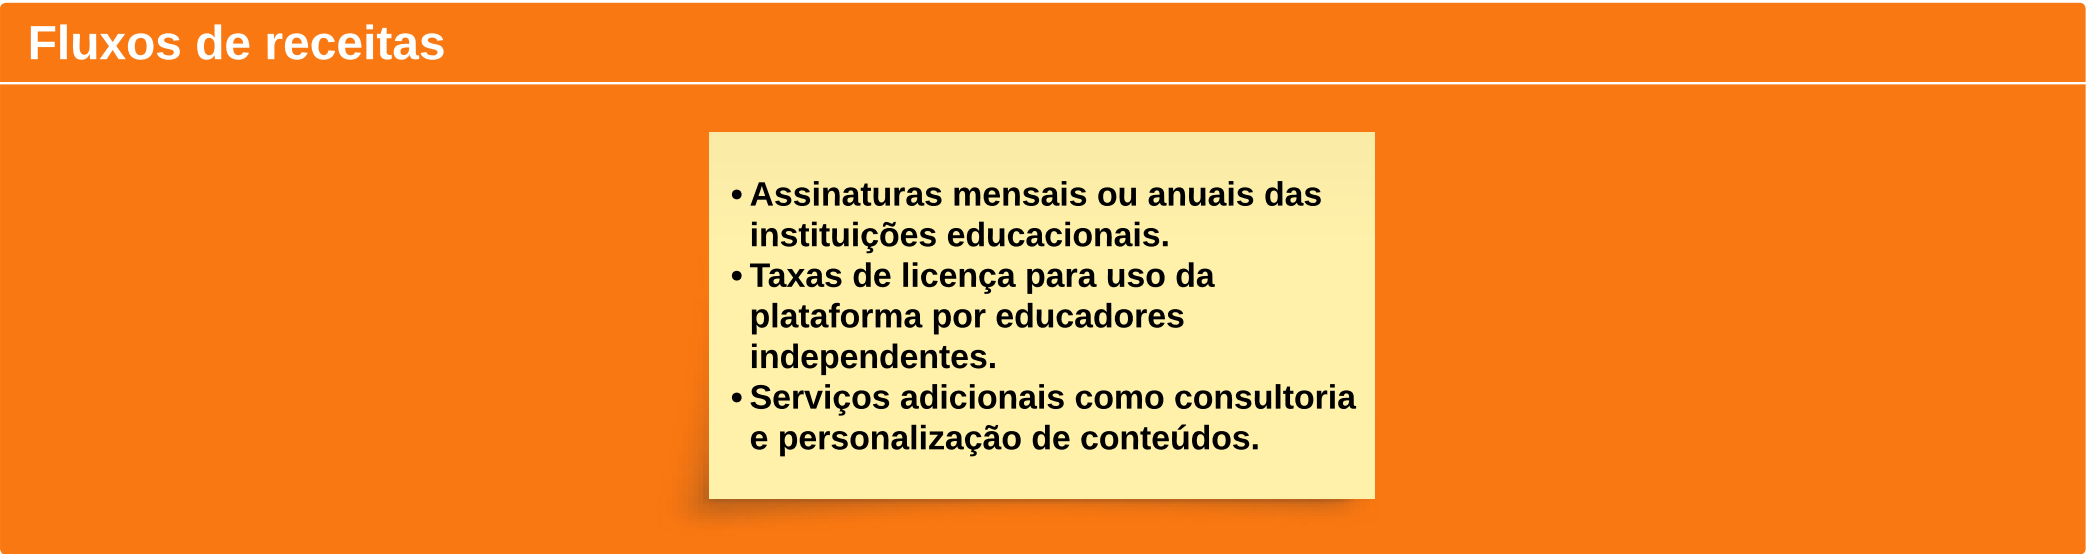 Fluxos de receitas
• Assinaturas mensais ou anuais das
instituições educacionais.
• Taxas de licença para uso da
plataforma por educadores
independentes.
• Serviços adicionais como consultoria
e personalização de conteúdos.